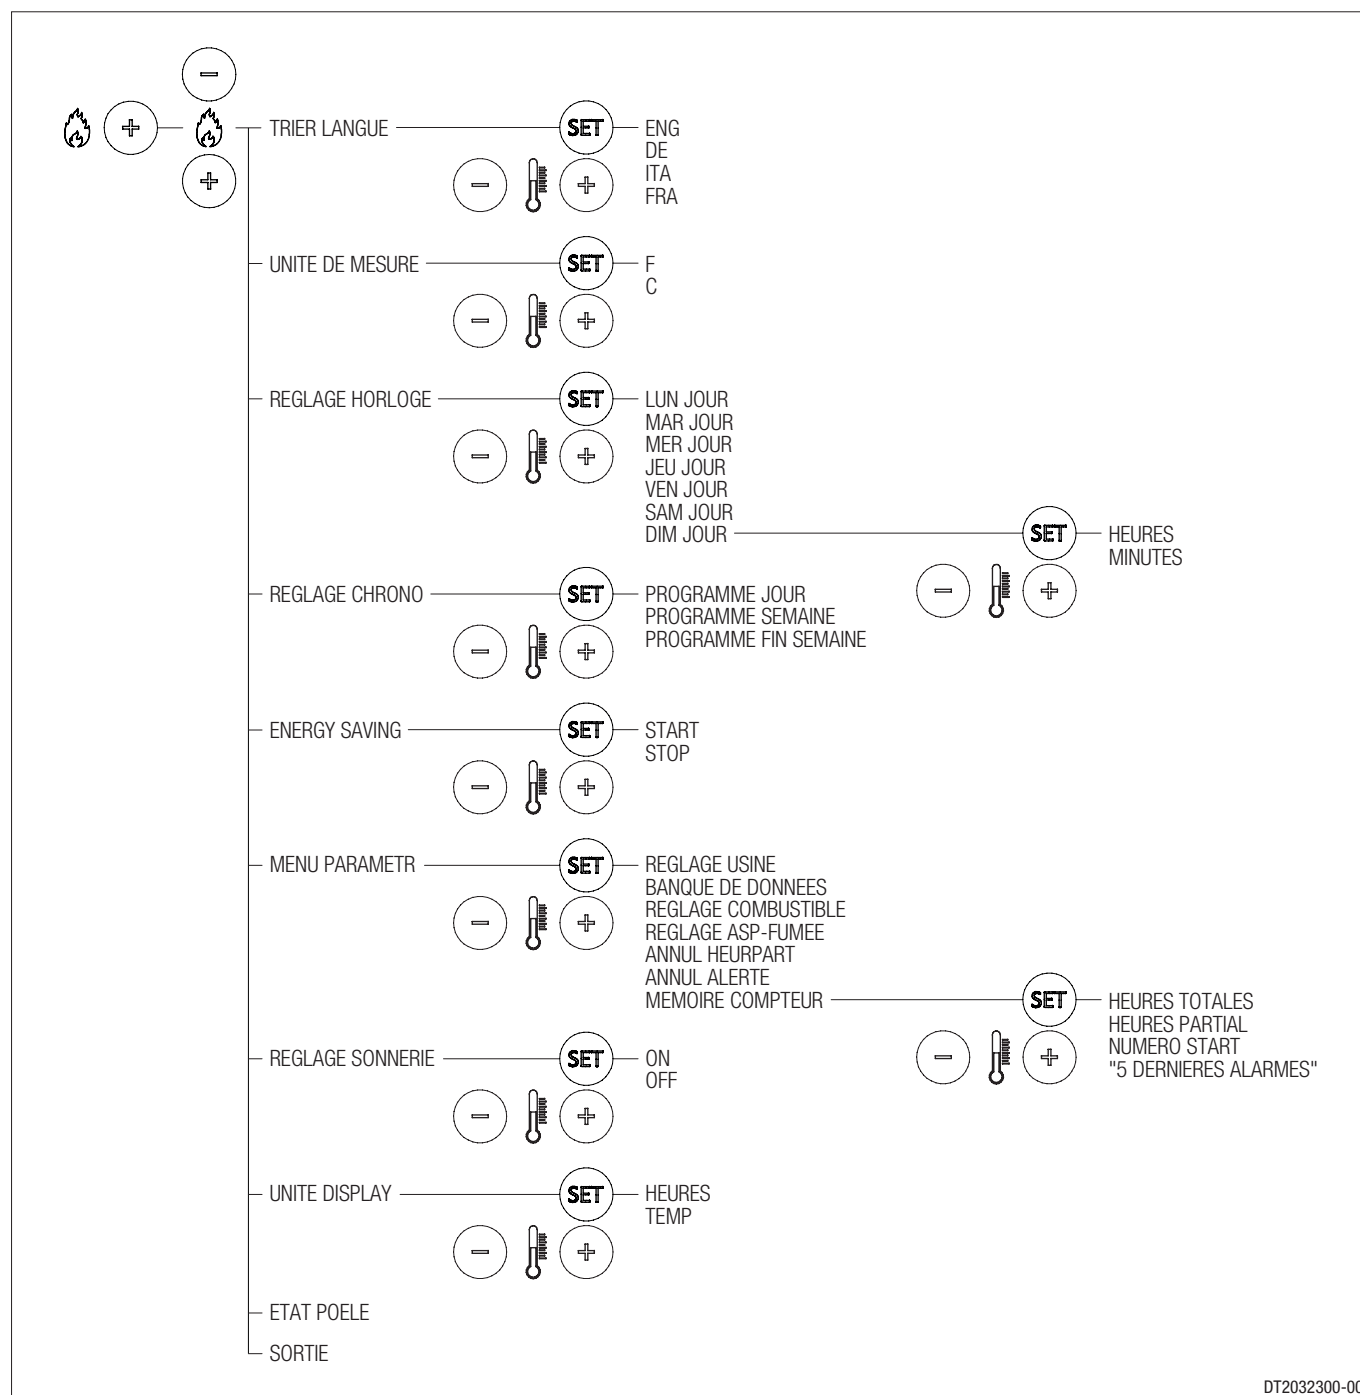 TRIER LANGUE
SET
ENG
DE
ITA
FRA
UNITE DE MESURE
SET
F
C
REGLAGE HORLOGE
SET
LUN JOUR
MAR JOUR
MER JOUR
JEU JOUR
VEN JOUR
SAM JOUR
DIM JOUR
SET
HEURES
MINUTES
REGLAGE CHRONO
SET
PROGRAMME JOUR
PROGRAMME SEMAINE
PROGRAMME FIN SEMAINE
ENERGY SAVING
SET
START
STOP
MENU PARAMETR
SET
REGLAGE USINE
BANQUE DE DONNEES
REGLAGE COMBUSTIBLE
REGLAGE ASP-FUMEE
ANNUL HEURPART
ANNUL ALERTE
MEMOIRE COMPTEUR
SET
HEURES TOTALES
HEURES PARTIAL
NUMERO START
"5 DERNIERES ALARMES"
REGLAGE SONNERIE
SET
ON
OFF
UNITE DISPLAY
SET
HEURES
TEMP
ETAT POELE
SORTIE
DT2032300-00